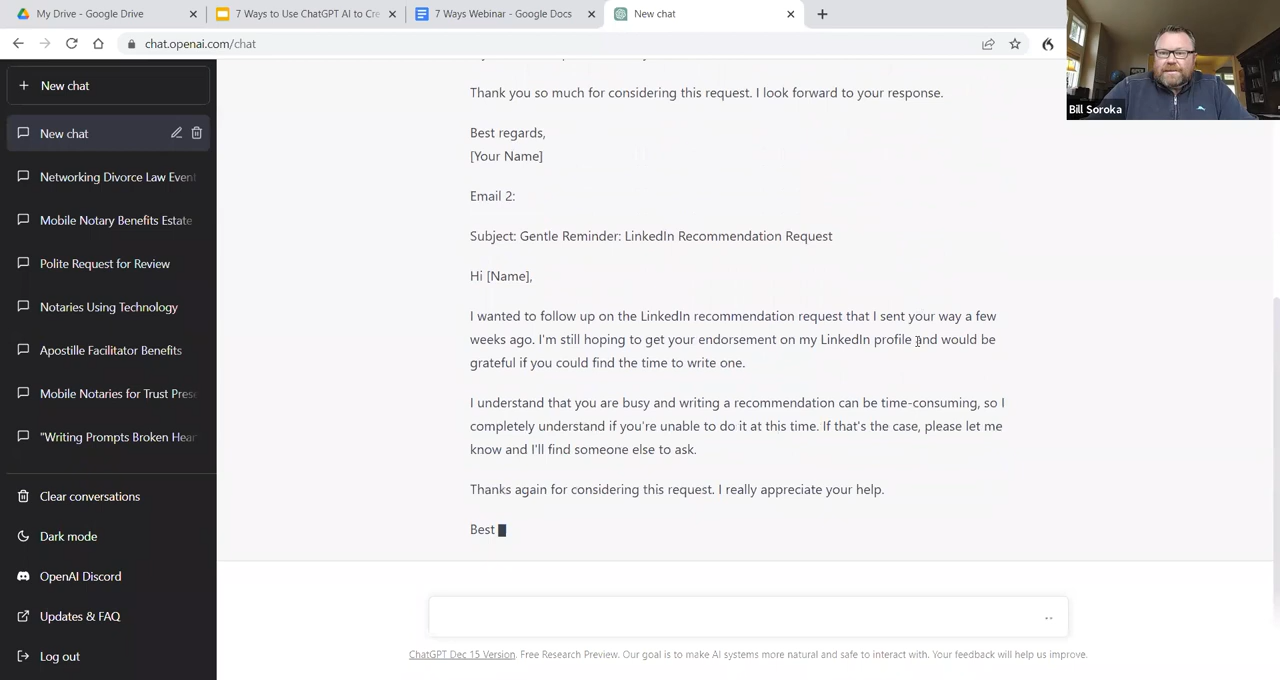 My Drive - Google Drive
7 Ways to Use ChatGPT AI to Cre
7 Ways Webinar - Google Docs
New chat
chat.openai.com/chat
Bill Soroka
New chat
New chat
Networking Divorce Law Even
Mobile Notary Benefits Estate
Polite Request for Review
Notaries Using Technology
Apostille Facilitator Benefits
Mobile Notaries for Trust Pres
"Writing Prompts Broken Hear
Clear conversations
Dark mode
OpenAI Discord
Updates & FAQ
Log out
Thank you so much for considering this request. I look forward to your response.
Best regards,
[Your Name]
Email 2:
Subject: Gentle Reminder: LinkedIn Recommendation Request
Hi [Name],
I wanted to follow up on the LinkedIn recommendation request that I sent your way a few
weeks ago. I'm still hoping to get your endorsement on my LinkedIn profile and would be
grateful if you could find the time to write one.
I understand that you are busy and writing a recommendation can be time-consuming, so I
completely understand if you're unable to do it at this time. If that's the case, please let me
know and I'll find someone else to ask.
Thanks again for considering this request. I really appreciate your help.
Best
ChatGPT Dec 15 Version. Free Research Preview. Our goal is to make AI systems more natural and safe to interact with. Your feedback will help us improve.